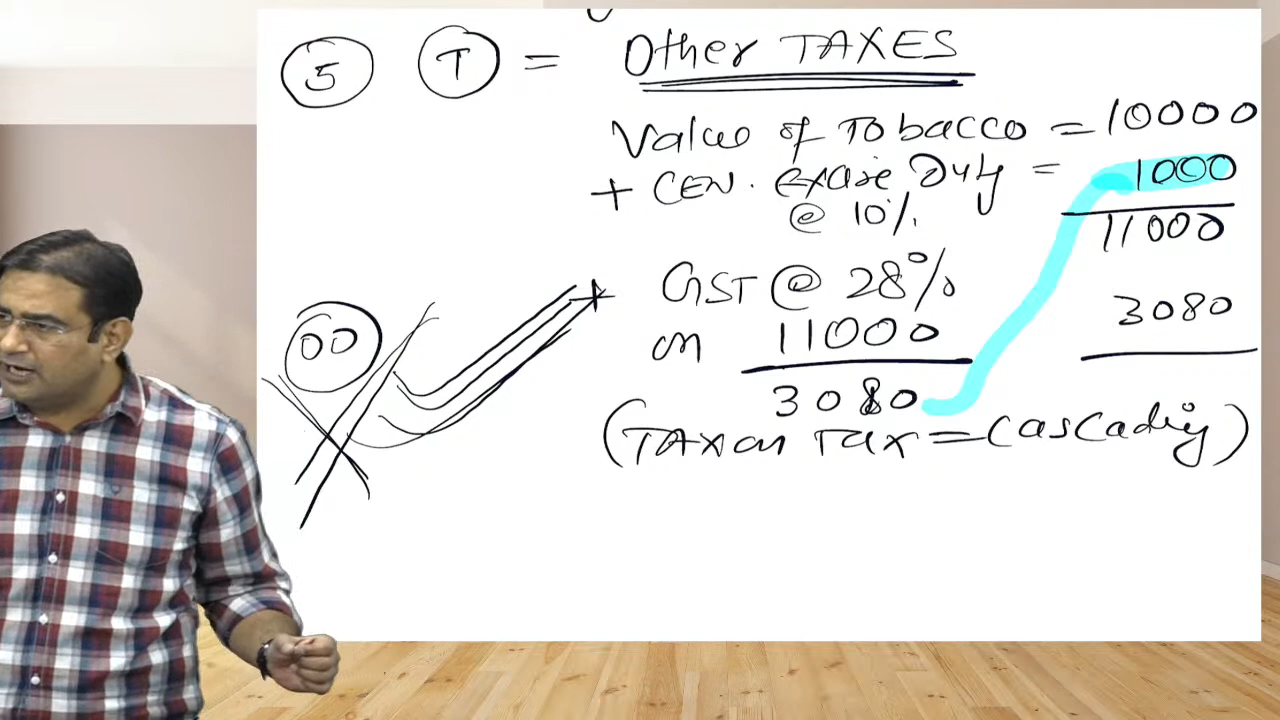 5 T = Other TAXES
Value of Tobacco = 10000
+ CEN. Excise Duty = 1000
@ 10%
11000
GST @ 28%
on 11000
3080
3080
(TAX on Tax = Cascading)
00